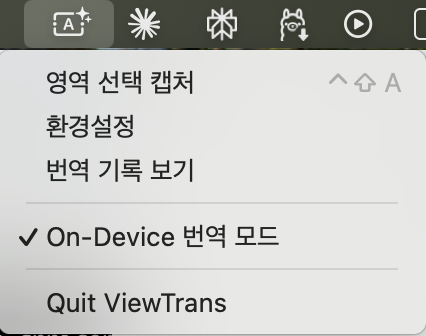 A
영역 선택 캡처 ^⇧A
환경설정
번역 기록 보기
✓ On-Device 번역 모드
Quit ViewTrans